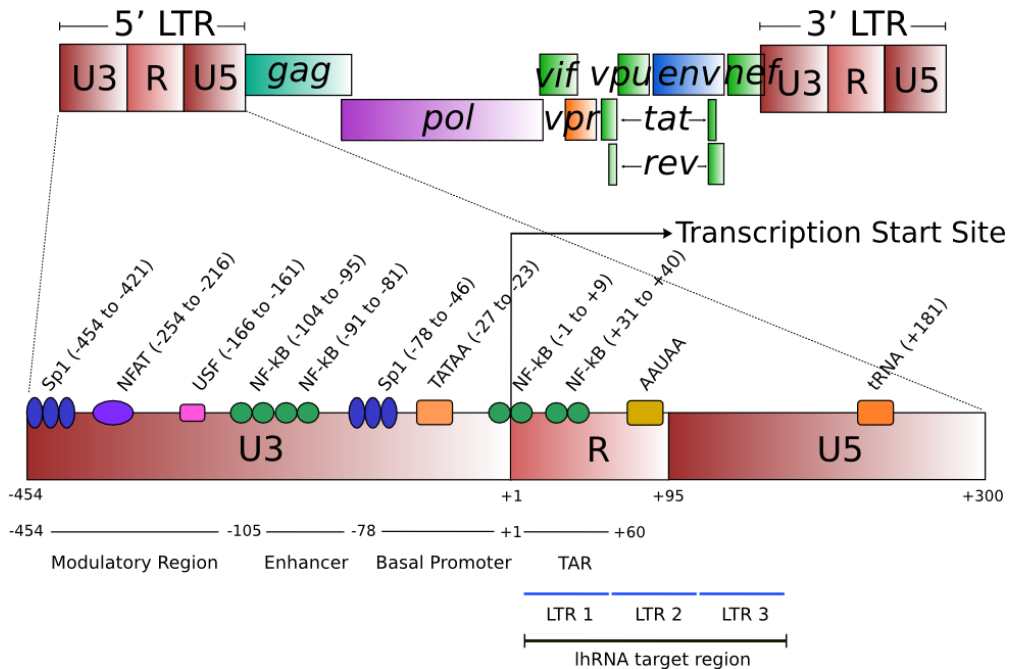 5’ LTR
3’ LTR
U3
R
U5
gag
pol
vif
vpr
vpu
env
nef
tat
rev
U3
R
U5
Transcription Start Site
Sp1 (-454 to -421)
NFAT (-254 to -216)
USF (-166 to -161)
NF-kB (-104 to -95)
NF-kB (-91 to -81)
Sp1 (-78 to -46)
TATAA (-27 to -23)
NF-kB (-1 to +9)
NF-kB (+31 to +40)
AAUAA
tRNA (+181)
U3
R
U5
-454
+1
+95
+300
-454
-105
-78
+1
+60
Modulatory Region
Enhancer
Basal Promoter
TAR
LTR 1
LTR 2
LTR 3
lhRNA target region